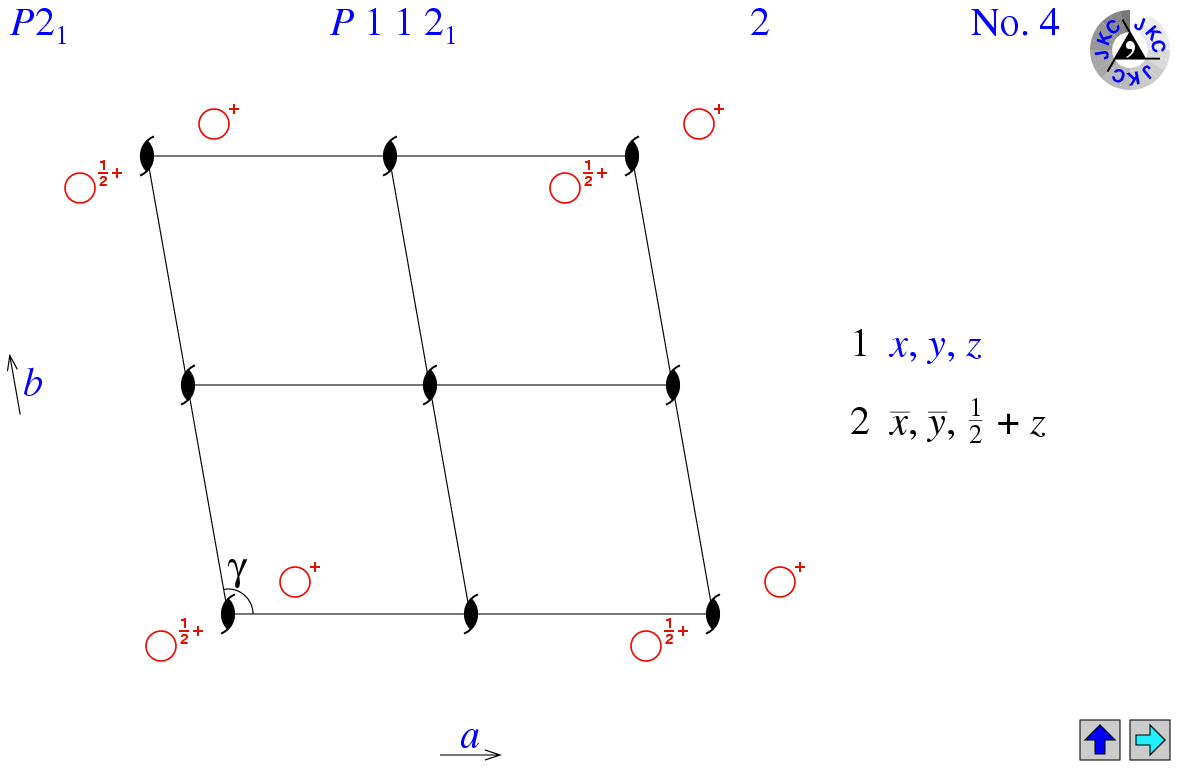 P2₁ P 1 1 2₁ 2 No. 4
JKC JKC JKC
+ + 
½+ ½+
1 x, y, z
b
2 x̅, y̅, ½ + z
γ
+ +
½+ ½+
a